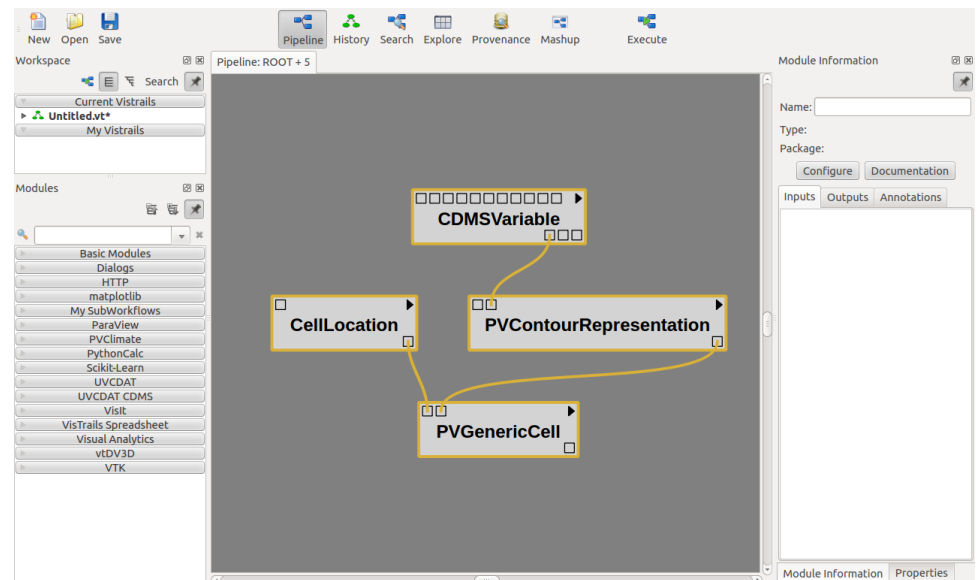 New Open Save Pipeline History Search Explore Provenance Mashup Execute
Workspace
Search
Current Vistrails
Untitled.vt*
My Vistrails
Modules
Basic Modules
Dialogs
HTTP
matplotlib
My SubWorkflows
ParaView
PVClimate
PythonCalc
Scikit-Learn
UVCDAT
UVCDAT CDMS
VisIt
VisTrails Spreadsheet
Visual Analytics
vtDV3D
VTK
Pipeline: ROOT + 5
CDMSVariable
CellLocation
PVContourRepresentation
PVGenericCell
Module Information
Name:
Type:
Package:
Configure Documentation
Inputs Outputs Annotations
Module Information Properties